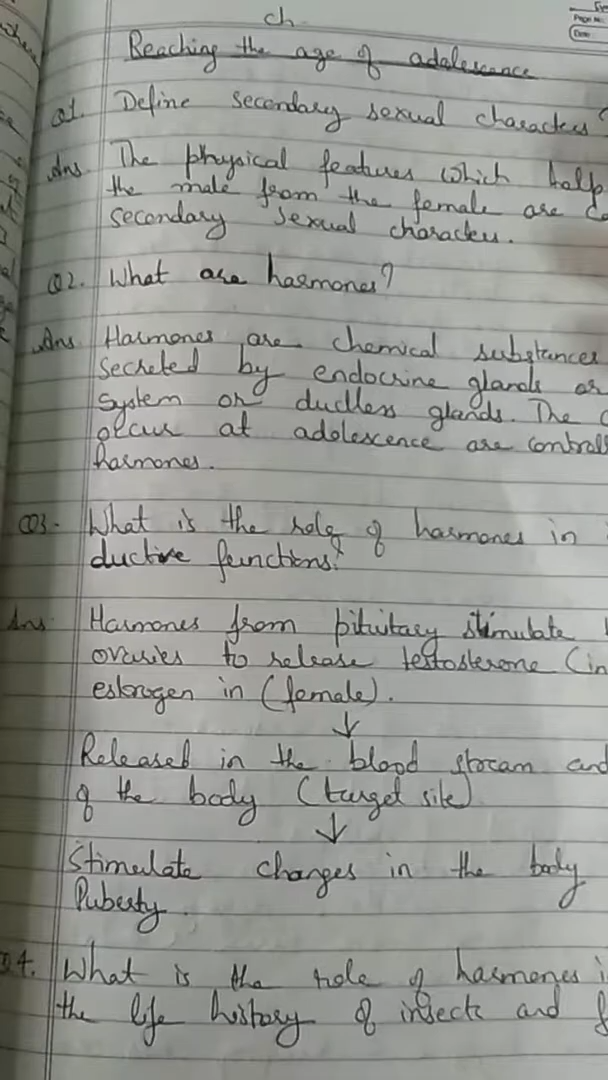 ch
Reaching the age of adolescence
Q1. Define secondary sexual characters?
Ans. The physical features which help
the male from the female are
secondary sexual characters.
Q2. What are harmones?
Ans Harmones are chemical substances
secreted by endocrine glands or
system or ductless glands. The
occur at adolescence are control
harmones.
Q3- What is the role of harmones in
ductive functions?
Ans Harmones from pituitary stimulate
ovaries to release testosterone (in
estrogen in (female).
↓
Released in the blood stream and
of the body (target site)
↓
Stimulate changes in the body
Puberty.
Q4. What is the role of harmones i
the life history of insects and f